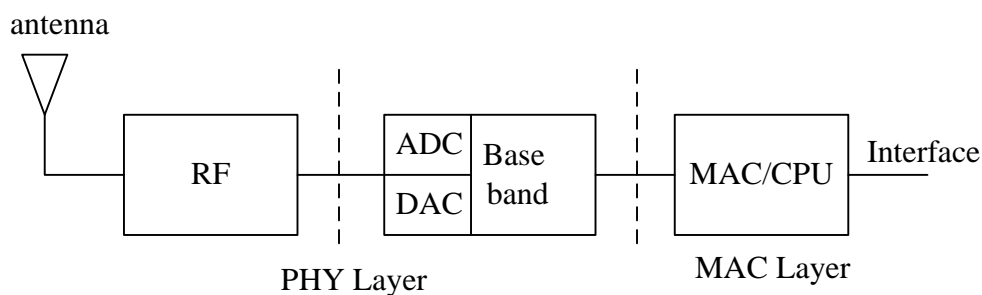 antenna
RF
ADC
DAC
Base
band
MAC/CPU
Interface
PHY Layer
MAC Layer